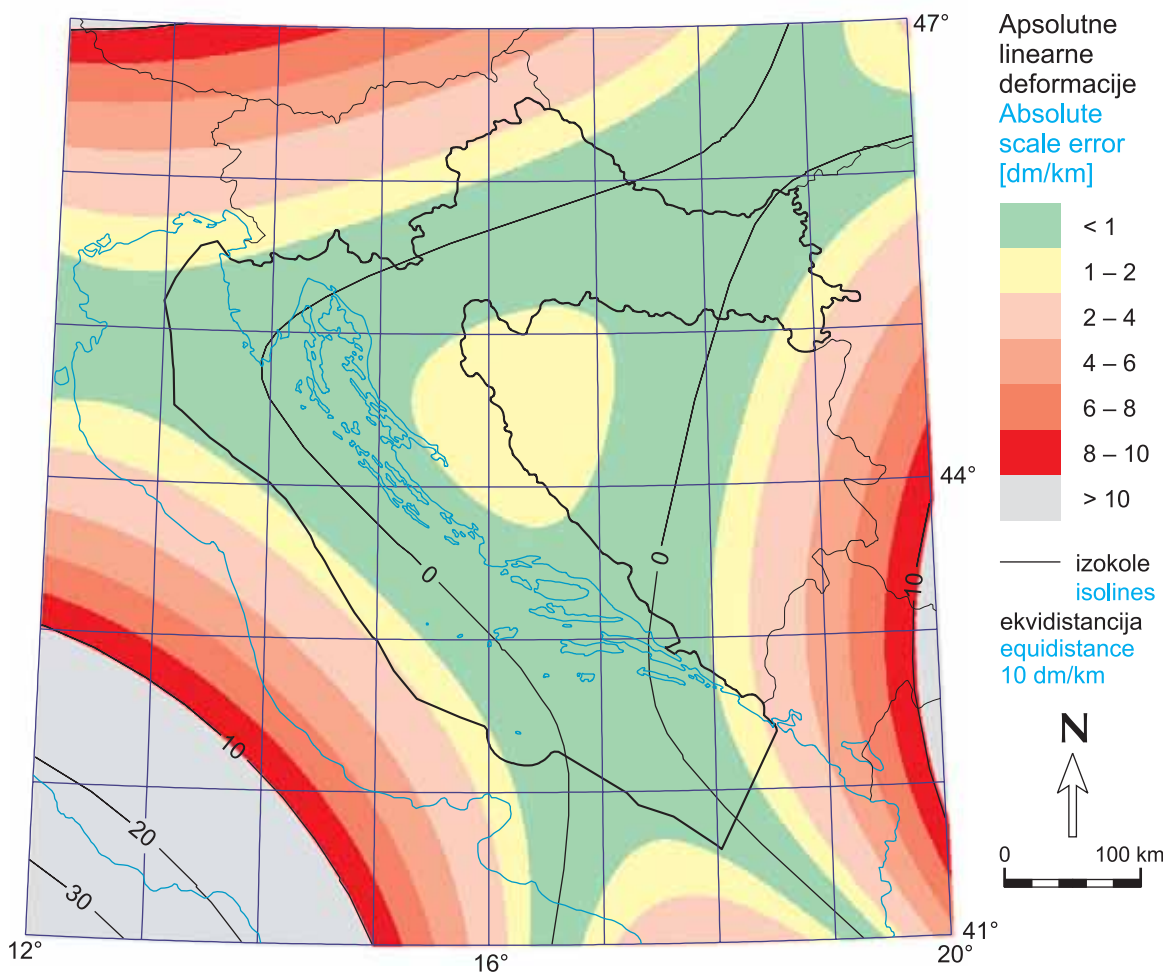 47°
44°
41°
12°
16°
20°
0
0
10
10
20
30
Apsolutne
linearne
deformacije
Absolute
scale error
[dm/km]
< 1
1 – 2
2 – 4
4 – 6
6 – 8
8 – 10
> 10
izokole
isolines
ekvidistancija
equidistance
10 dm/km
N
0 100 km